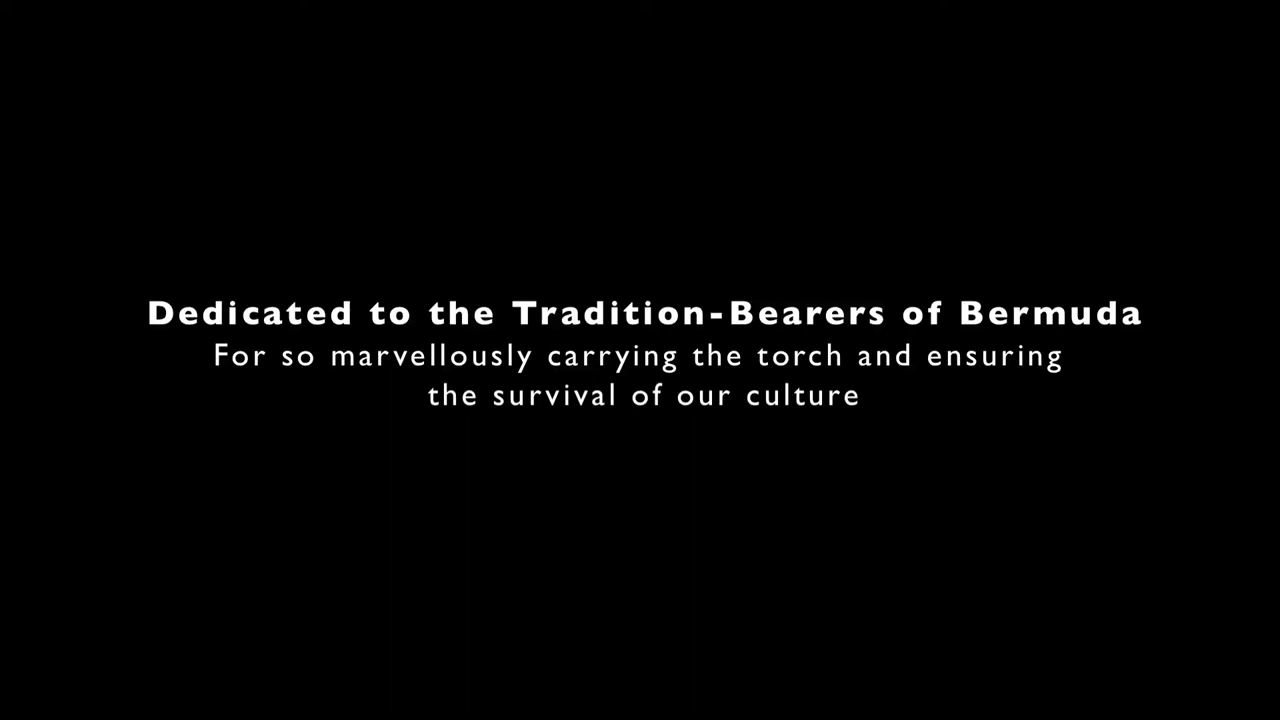 Dedicated to the Tradition-Bearers of Bermuda
For so marvellously carrying the torch and ensuring
the survival of our culture